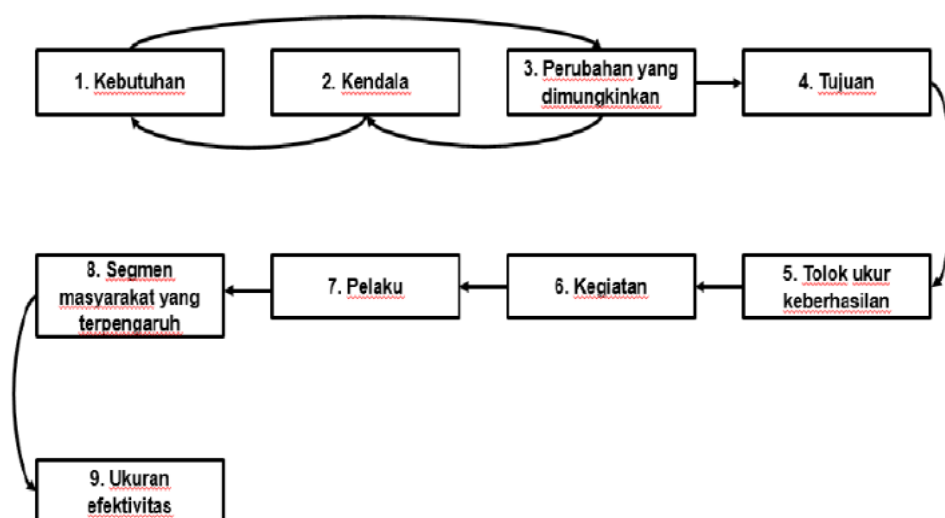 1. Kebutuhan
2. Kendala
3. Perubahan yang
dimungkinkan
4. Tujuan
8. Segmen
masyarakat yang
terpengaruh
7. Pelaku
6. Kegiatan
5. Tolok ukur
keberhasilan
9. Ukuran
efektivitas